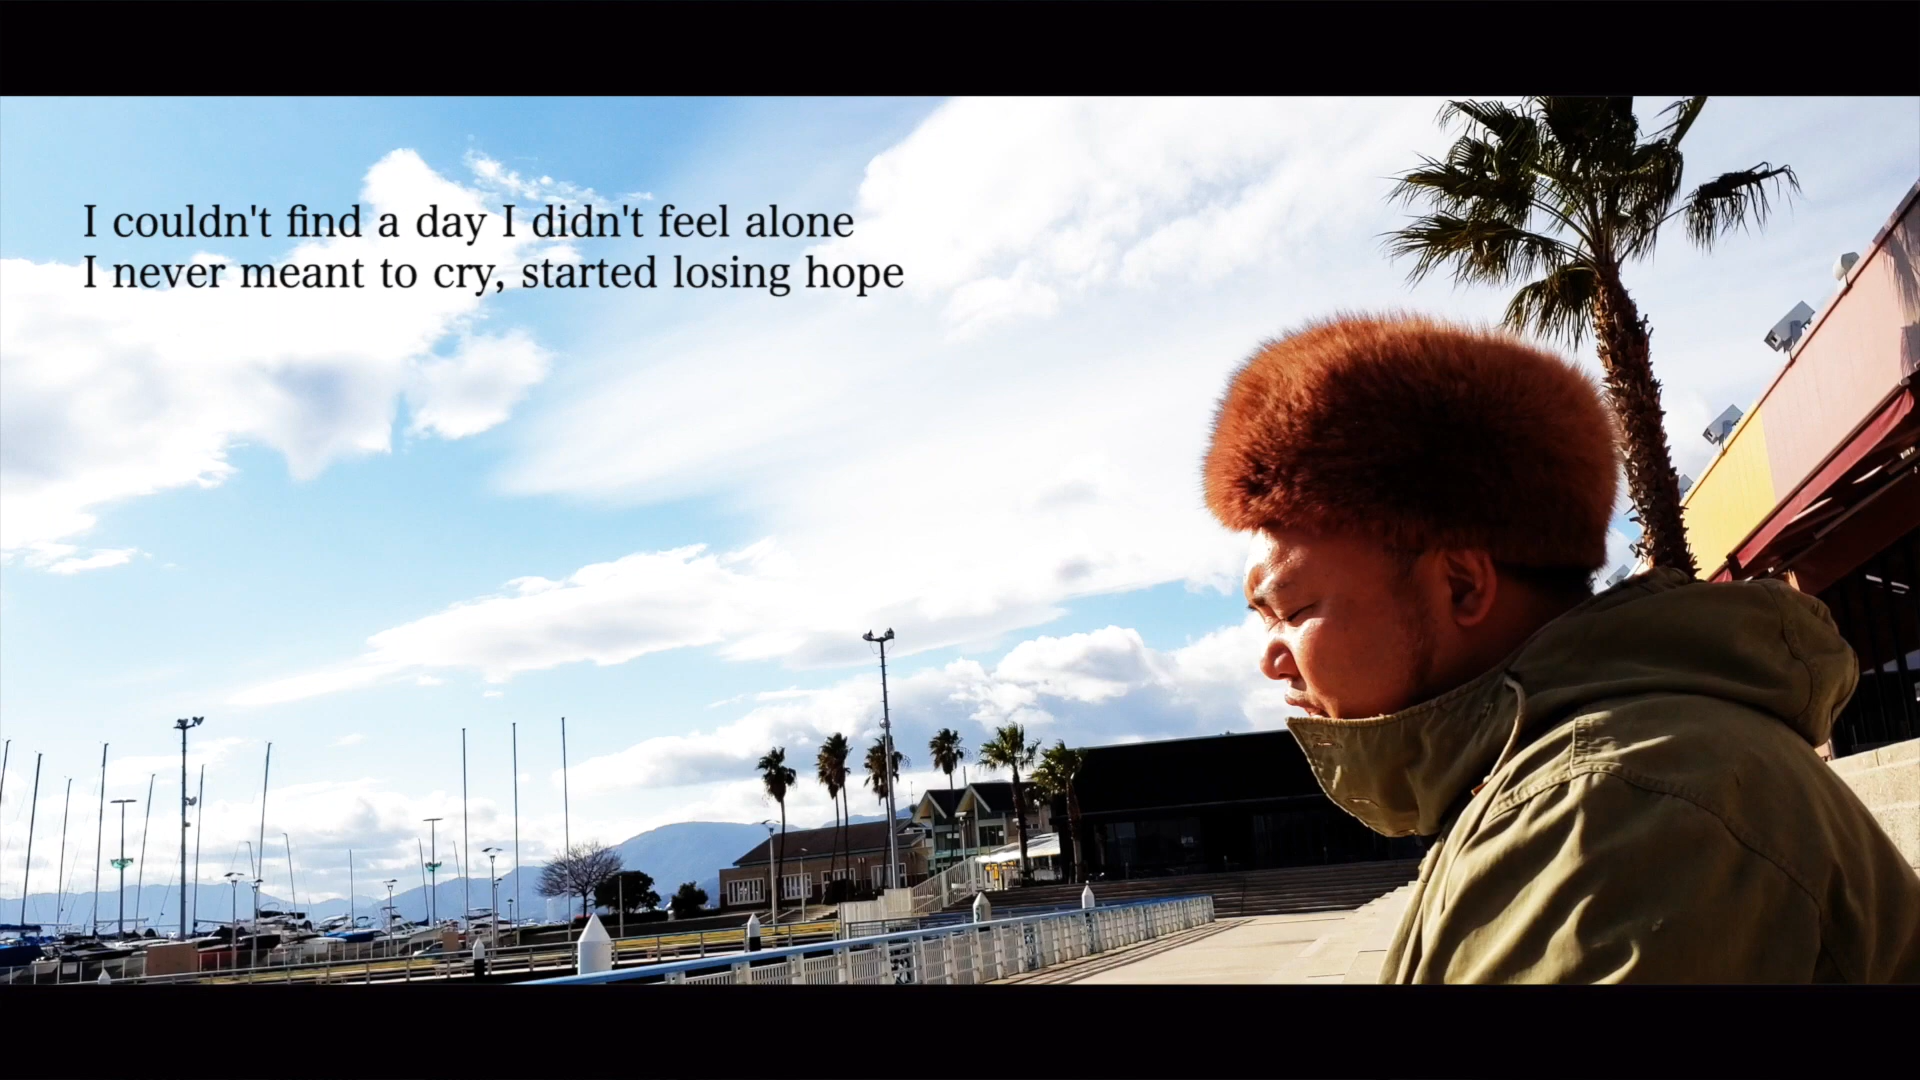 I couldn't find a day I didn't feel alone
I never meant to cry, started losing hope